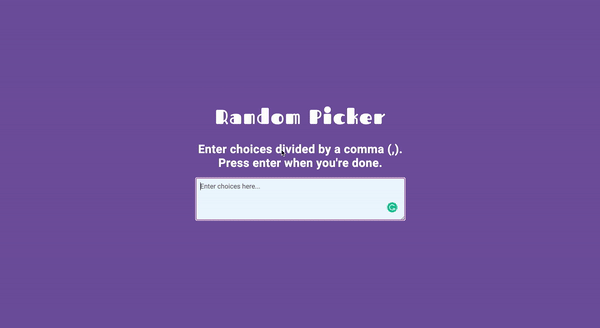 Random Picker
Enter choices divided by a comma (,).
Press enter when you're done.
Enter choices here...